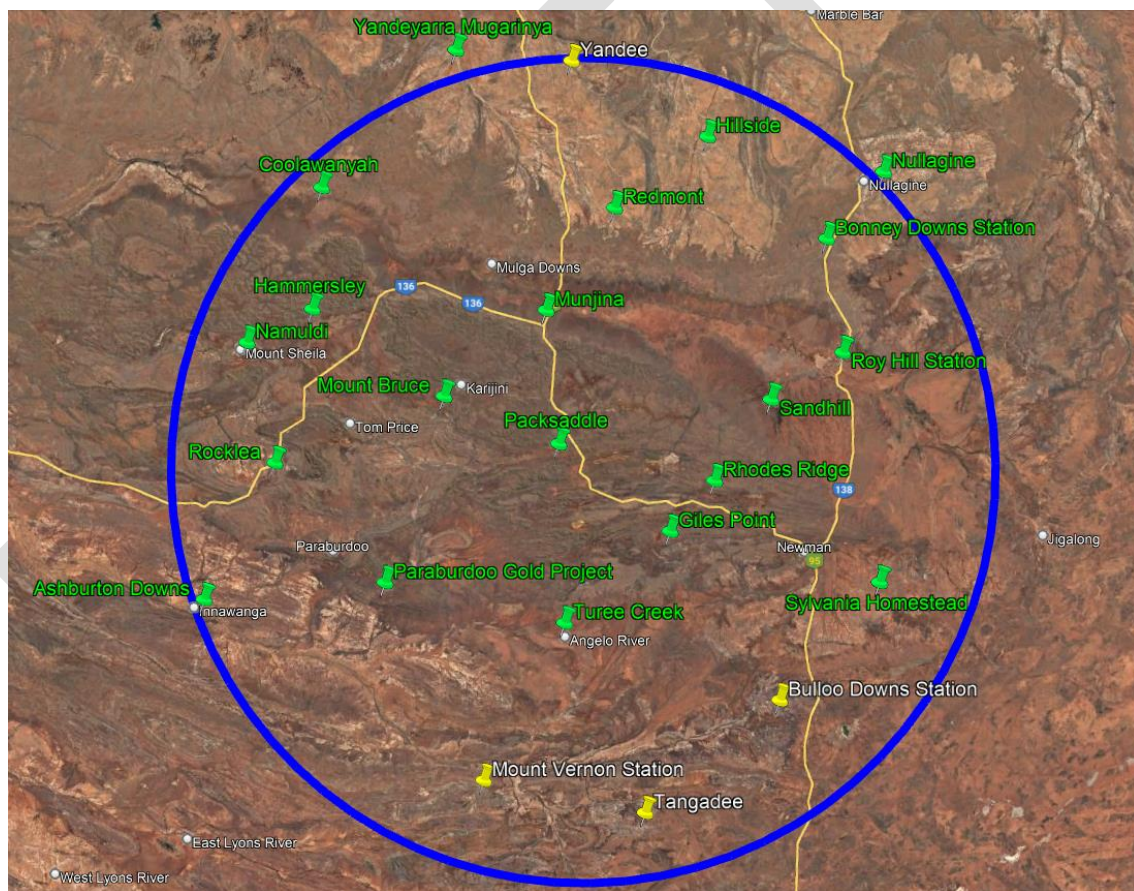 Marble Bar
Yandeyarra Mugarinya
Yandee
Hillside
Coolawanyah
Nullagine
Nullagine
Redmont
Bonney Downs Station
Mulga Downs
Hammersley
136
136
Munjina
Namuldi
Mount Sheila
Roy Hill Station
Mount Bruce
Karijini
Sandhill
Tom Price
Packsaddle
Rocklea
Rhodes Ridge
138
Giles Point
Jigalong
Paraburdoo
Newman
95
Paraburdoo Gold Project
Ashburton Downs
Innawanga
Sylvania Homestead
Turee Creek
Angelo River
Bulloo Downs Station
Mount Vernon Station
Tangadee
East Lyons River
West Lyons River